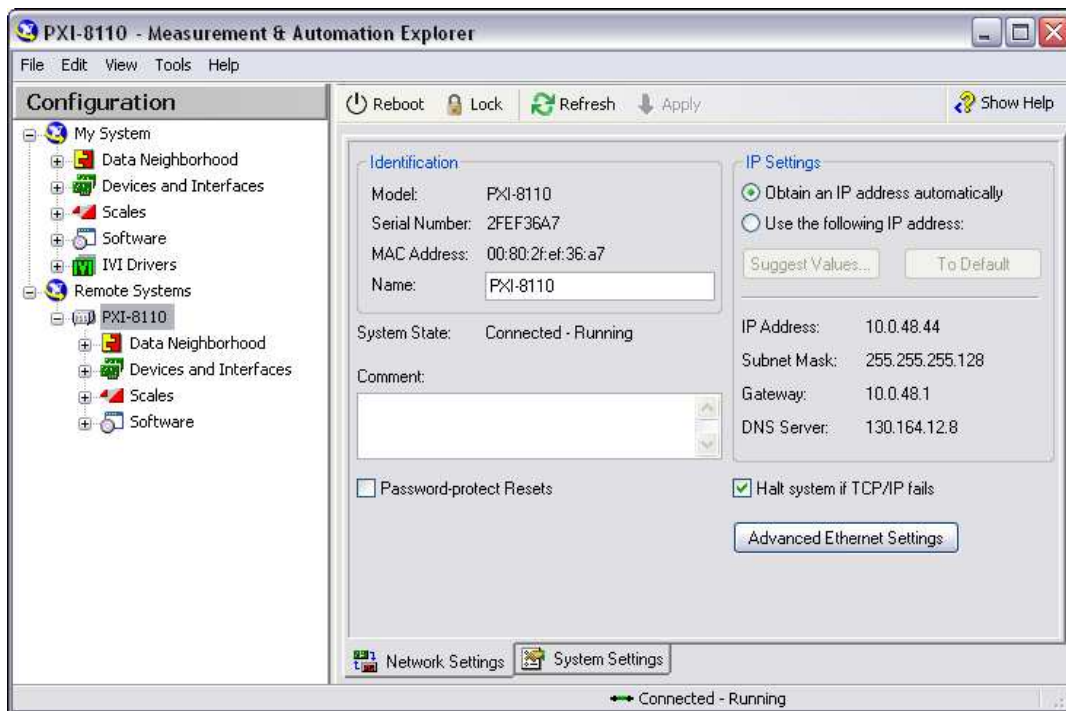 PXI-8110 - Measurement & Automation Explorer
File Edit View Tools Help
Configuration
My System
Data Neighborhood
Devices and Interfaces
Scales
Software
IVI Drivers
Remote Systems
PXI-8110
Data Neighborhood
Devices and Interfaces
Scales
Software
Reboot Lock Refresh Apply Show Help
Identification
Model: PXI-8110
Serial Number: 2FEF36A7
MAC Address: 00:80:2f:ef:36:a7
Name: PXI-8110
System State: Connected - Running
Comment:
Password-protect Resets
IP Settings
Obtain an IP address automatically
Use the following IP address:
Suggest Values... To Default
IP Address: 10.0.48.44
Subnet Mask: 255.255.255.128
Gateway: 10.0.48.1
DNS Server: 130.164.12.8
Halt system if TCP/IP fails
Advanced Ethernet Settings
Network Settings System Settings
Connected - Running